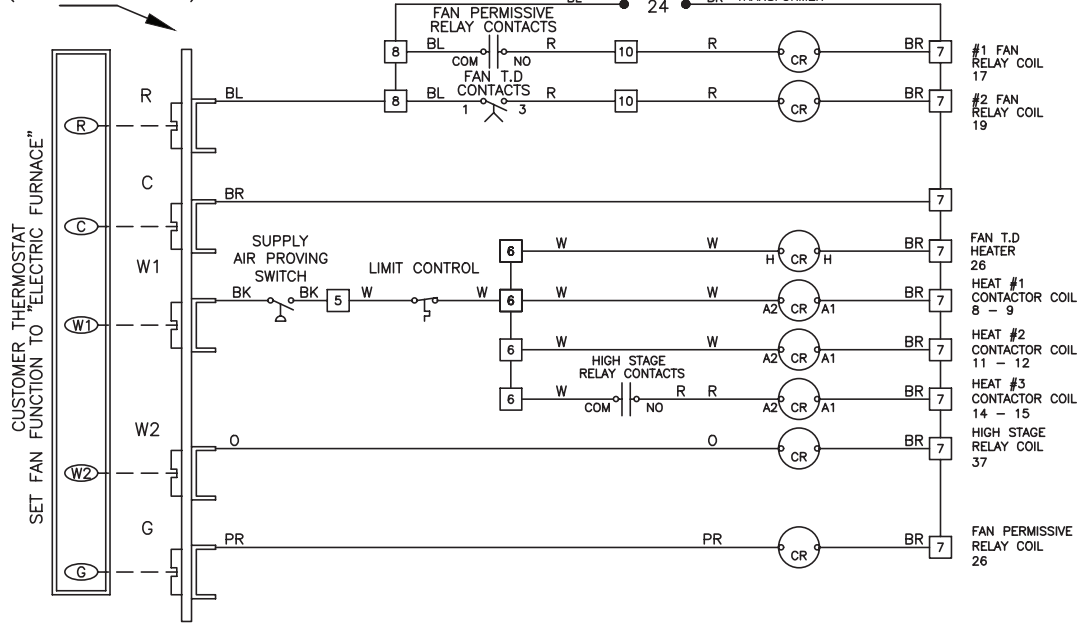 24
FAN PERMISSIVE
RELAY CONTACTS
8 BL COM NO R 10 R CR BR 7
#1 FAN
RELAY COIL
17
FAN T.D
CONTACTS
R BL 8 BL 1 3 R 10 R CR BR 7
#2 FAN
RELAY COIL
19
R
C
BR 7
C
CUSTOMER THERMOSTAT
SET FAN FUNCTION TO "ELECTRIC FURNACE"
6 W W H CR H BR 7
FAN T.D
HEATER
26
W1
SUPPLY
AIR PROVING
SWITCH
LIMIT CONTROL
BK BK 5 W W 6 W W A2 CR A1 BR 7
HEAT #1
CONTACTOR COIL
8 - 9
W1
6 W W A2 CR A1 BR 7
HEAT #2
CONTACTOR COIL
11 - 12
HIGH STAGE
RELAY CONTACTS
6 W COM NO R R A2 CR A1 BR 7
HEAT #3
CONTACTOR COIL
14 - 15
W2
O O CR BR 7
HIGH STAGE
RELAY COIL
37
W2
G
PR PR CR BR 7
FAN PERMISSIVE
RELAY COIL
26
G